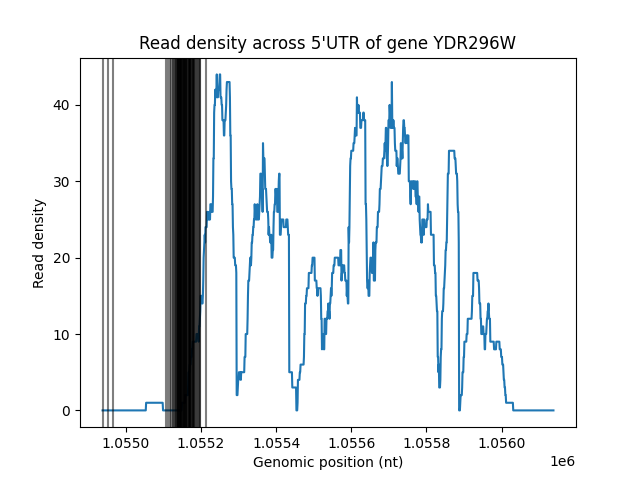 Read density across 5'UTR of gene YDR296W
Read density
40
30
20
10
0
1.0550 1.0552 1.0554 1.0556 1.0558 1.0560
1e6
Genomic position (nt)